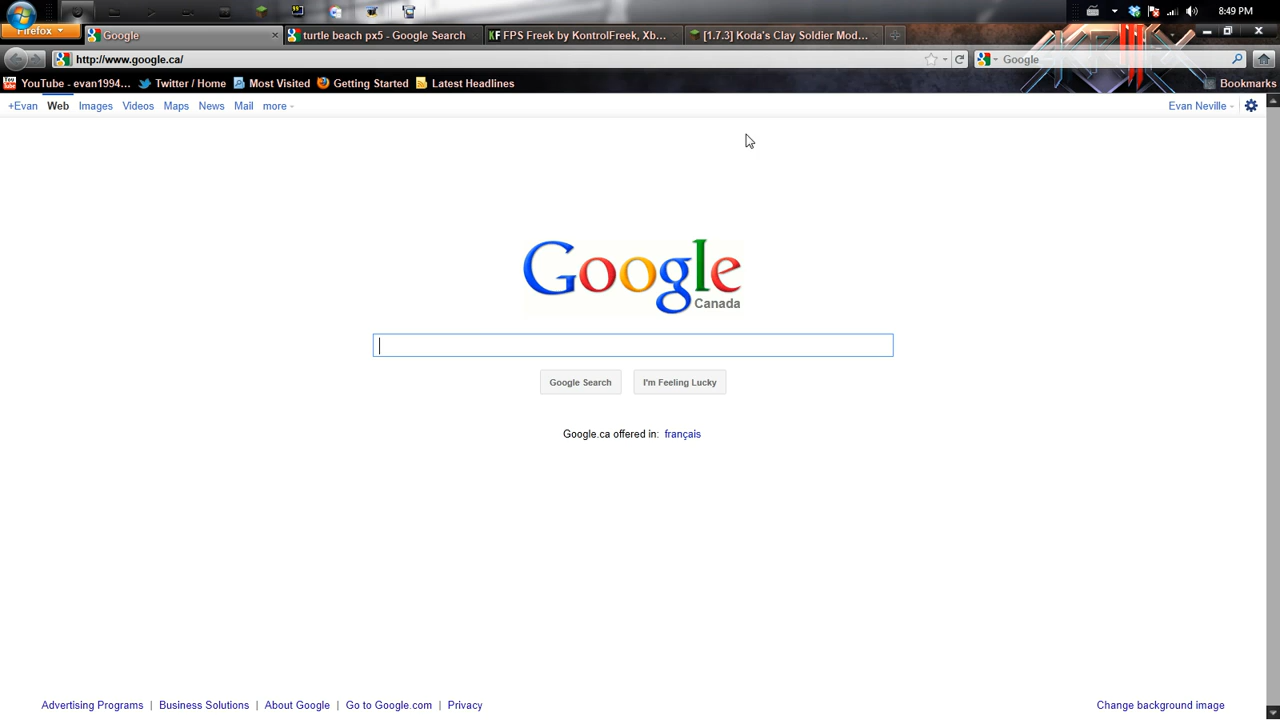 8:49 PM
Firefox
Google
turtle beach px5 - Google Search
FPS Freek by KontrolFreek, Xb...
[1.7.3] Koda's Clay Soldier Mod...
http://www.google.ca/
Google
YouTube - evan1994...
Twitter / Home
Most Visited
Getting Started
Latest Headlines
Bookmarks
+Evan Web Images Videos Maps News Mail more
Evan Neville
Google
Canada
Google Search
I'm Feeling Lucky
Google.ca offered in: français
Advertising Programs | Business Solutions | About Google | Go to Google.com | Privacy
Change background image